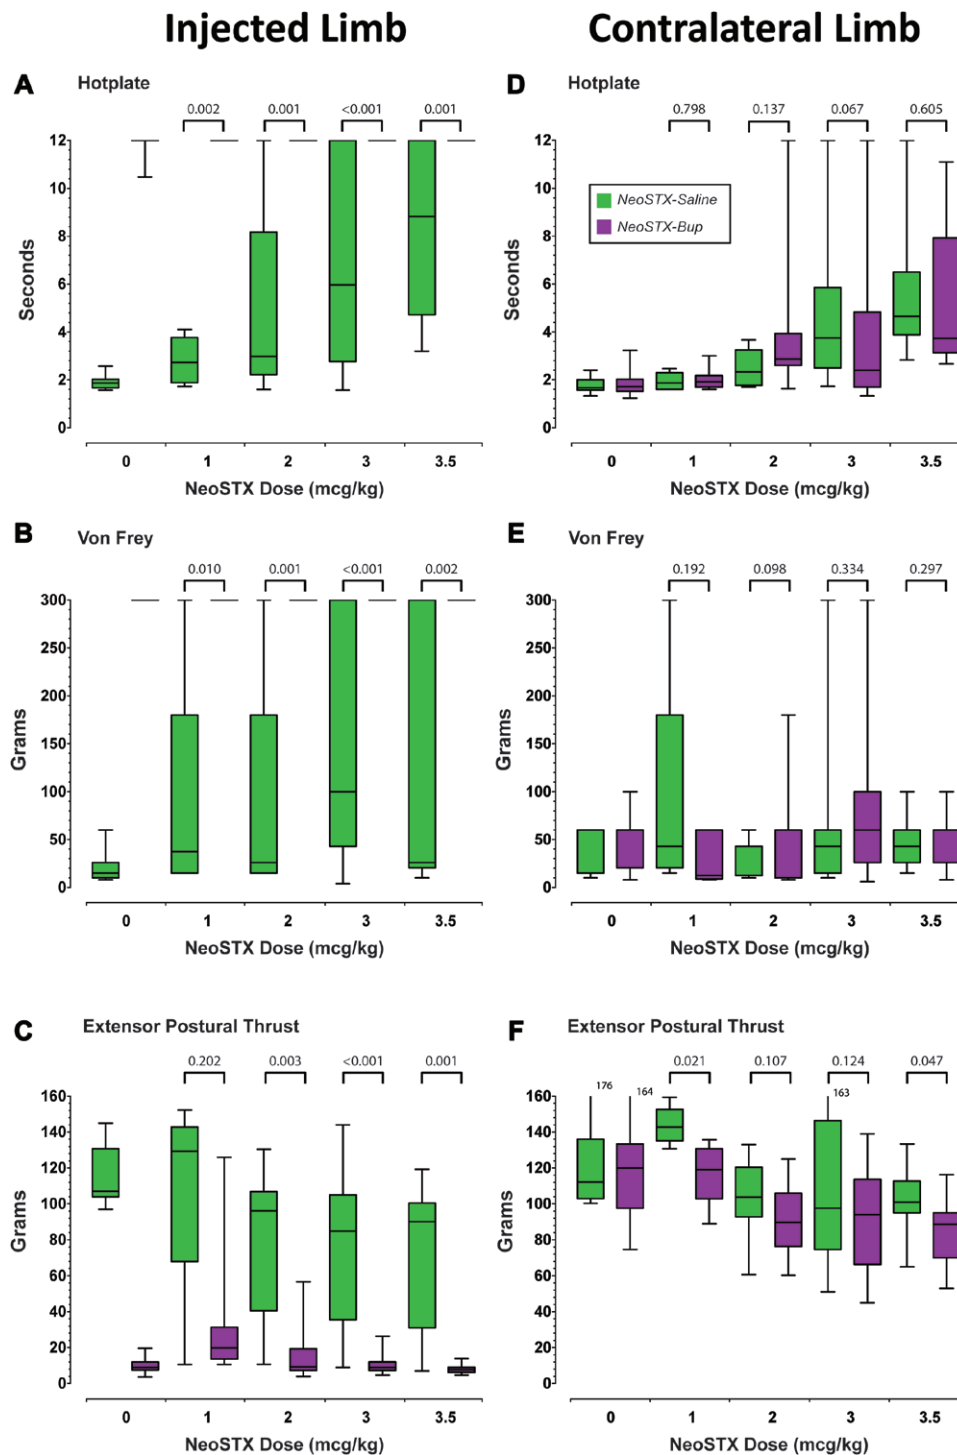 Injected Limb
Contralateral Limb
A Hotplate
0.002 0.001 <0.001 0.001
12
10
12
6
4
2
0
Seconds
0 1 2 3 3.5
NeoSTX Dose (mcg/kg)
D Hotplate
0.798 0.137 0.067 0.605
12
10
12
6
4
2
0
Seconds
NeoSTX-Saline
NeoSTX-Bup
0 1 2 3 3.5
NeoSTX Dose (mcg/kg)
B Von Frey
0.010 0.001 <0.001 0.002
300
250
200
150
100
50
0
Grams
0 1 2 3 3.5
NeoSTX Dose (mcg/kg)
E Von Frey
0.192 0.098 0.334 0.297
300
250
200
150
100
50
0
Grams
0 1 2 3 3.5
NeoSTX Dose (mcg/kg)
C Extensor Postural Thrust
0.202 0.003 <0.001 0.001
160
140
120
100
80
60
40
20
0
Grams
0 1 2 3 3.5
NeoSTX Dose (mcg/kg)
F Extensor Postural Thrust
0.021 0.107 0.124 0.047
176 164 163
160
140
120
100
80
60
40
20
0
Grams
0 1 2 3 3.5
NeoSTX Dose (mcg/kg)